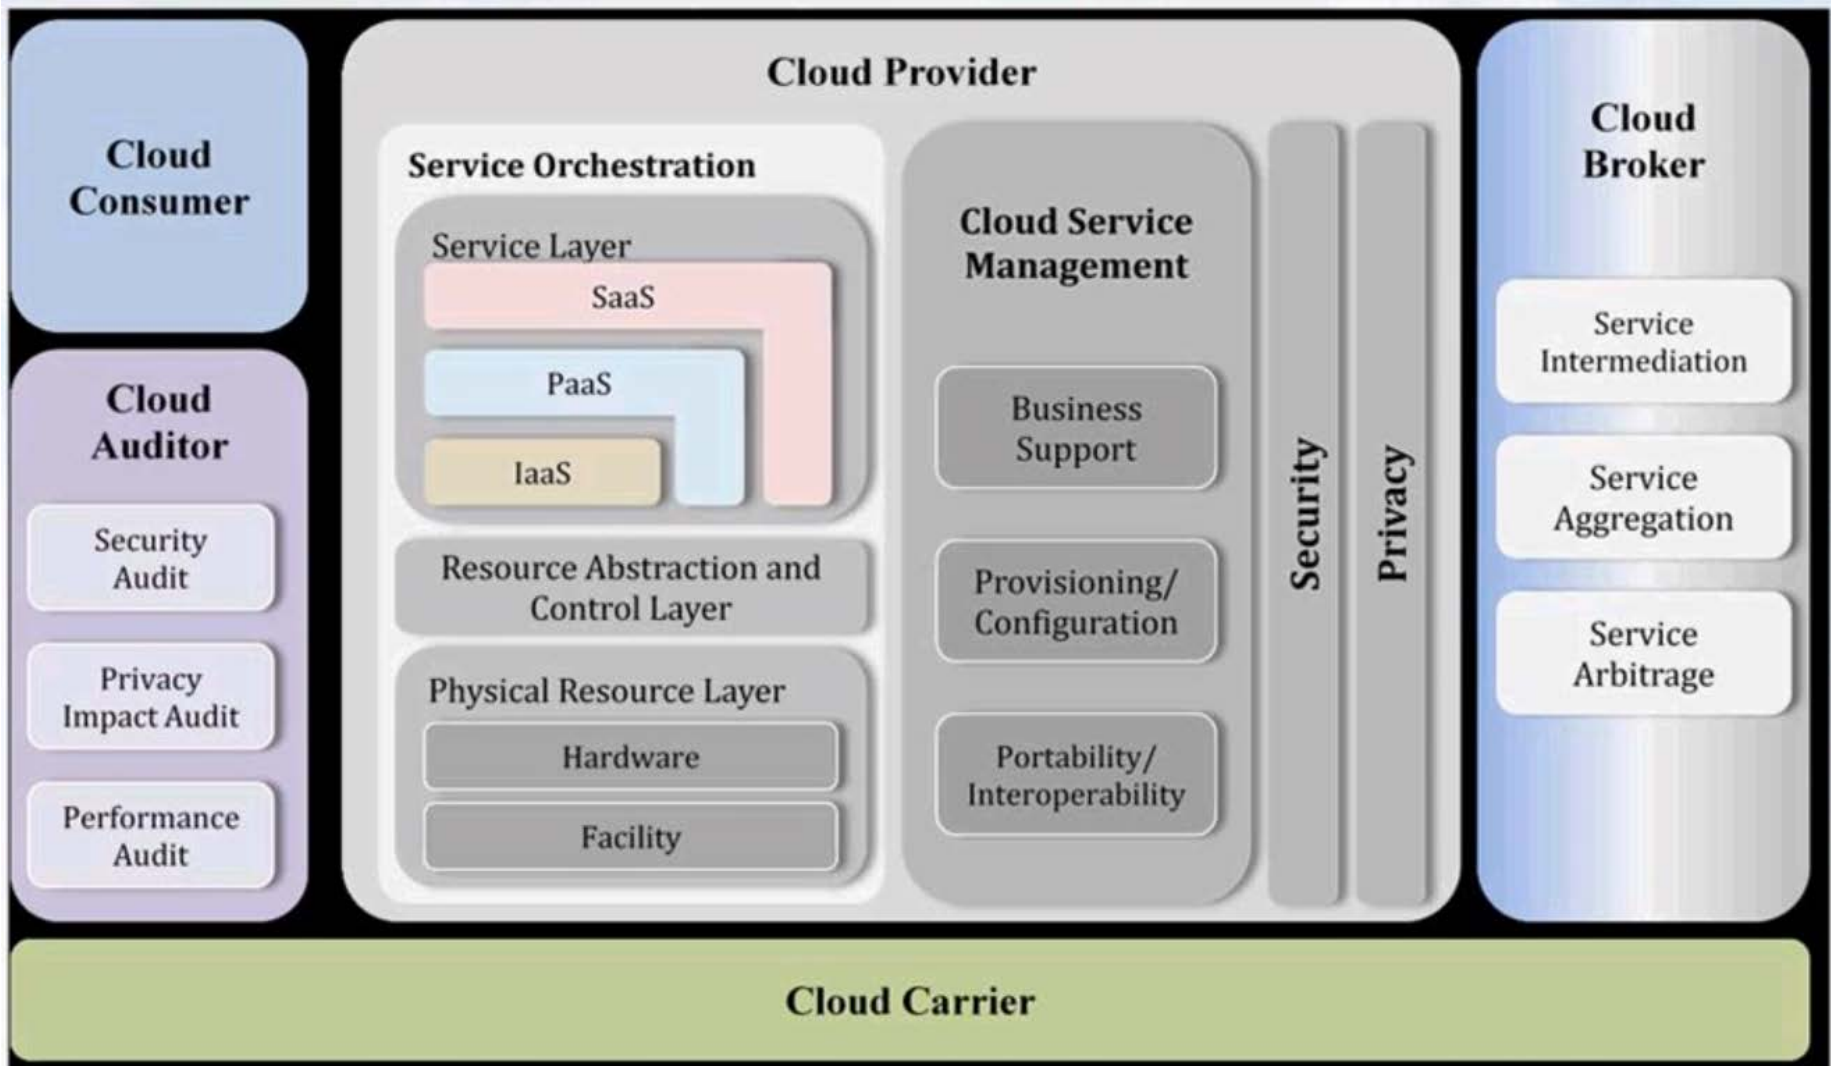 Cloud
Consumer
Cloud
Auditor
Security
Audit
Privacy
Impact Audit
Performance
Audit
Cloud Provider
Service Orchestration
Service Layer
SaaS
PaaS
IaaS
Resource Abstraction and
Control Layer
Physical Resource Layer
Hardware
Facility
Cloud Service
Management
Business
Support
Provisioning/
Configuration
Portability/
Interoperability
Security
Privacy
Cloud
Broker
Service
Intermediation
Service
Aggregation
Service
Arbitrage
Cloud Carrier